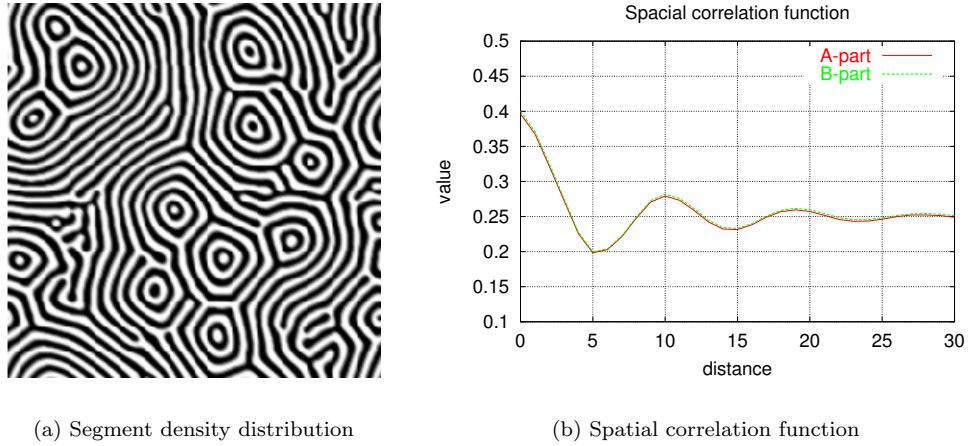 Spacial correlation function
0.5
0.45
0.4
0.35
0.3
0.25
0.2
0.15
0.1
value
A-part
B-part
0 5 10 15 20 25 30
distance
(a) Segment density distribution
(b) Spatial correlation function